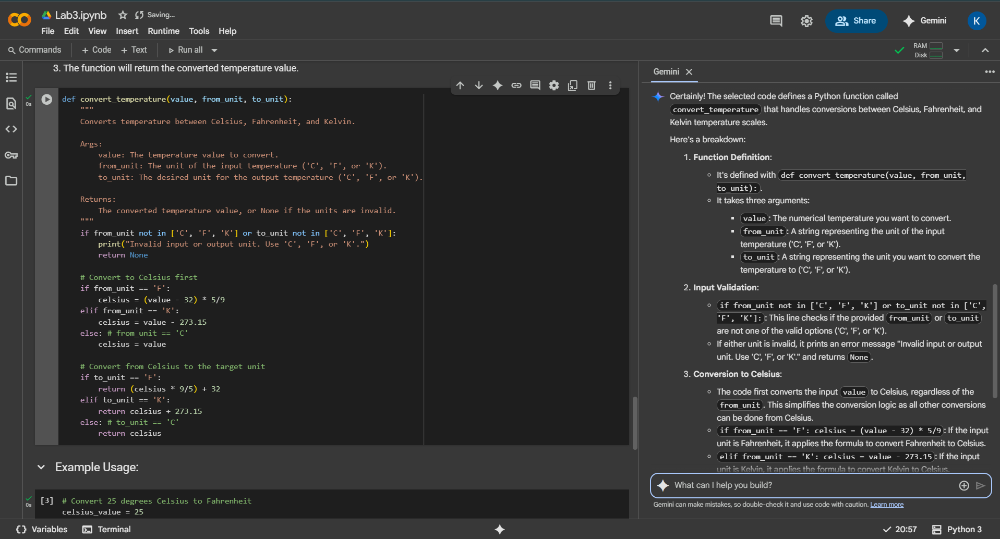 Lab3.ipynb
Saving...
File Edit View Insert Runtime Tools Help
Share
Gemini
K
Commands + Code + Text Run all
RAM
Disk
3. The function will return the converted temperature value.
0s
def convert_temperature(value, from_unit, to_unit):
"""
Converts temperature between Celsius, Fahrenheit, and Kelvin.
Args:
value: The temperature value to convert.
from_unit: The unit of the input temperature ('C', 'F', or 'K').
to_unit: The desired unit for the output temperature ('C', 'F', or 'K').
Returns:
The converted temperature value, or None if the units are invalid.
"""
if from_unit not in ['C', 'F', 'K'] or to_unit not in ['C', 'F', 'K']:
print("Invalid input or output unit. Use 'C', 'F', or 'K'.")
return None
# Convert to Celsius first
if from_unit == 'F':
celsius = (value - 32) * 5/9
elif from_unit == 'K':
celsius = value - 273.15
else: # from_unit == 'C'
celsius = value
# Convert from Celsius to the target unit
if to_unit == 'F':
return (celsius * 9/5) + 32
elif to_unit == 'K':
return celsius + 273.15
else: # to_unit == 'C'
return celsius
Example Usage:
0s
[3] # Convert 25 degrees Celsius to Fahrenheit
celsius_value = 25
Gemini
Certainly! The selected code defines a Python function called
convert_temperature that handles conversions between Celsius, Fahrenheit, and
Kelvin temperature scales.
Here's a breakdown:
1. Function Definition:
It's defined with def convert_temperature(value, from_unit,
to_unit): .
It takes three arguments:
value : The numerical temperature you want to convert.
from_unit : A string representing the unit of the input
temperature ('C', 'F', or 'K').
to_unit : A string representing the unit you want to convert the
temperature to ('C', 'F', or 'K').
2. Input Validation:
if from_unit not in ['C', 'F', 'K'] or to_unit not in ['C',
'F', 'K']: : This line checks if the provided from_unit or to_unit
are not one of the valid options ('C', 'F', or 'K').
If either unit is invalid, it prints an error message "Invalid input or output
unit. Use 'C', 'F', or 'K'." and returns None .
3. Conversion to Celsius:
The code first converts the input value to Celsius, regardless of the
from_unit . This simplifies the conversion logic as all other conversions
can be done from Celsius.
if from_unit == 'F': celsius = (value - 32) * 5/9 : If the input
unit is Fahrenheit, it applies the formula to convert Fahrenheit to Celsius.
elif from_unit == 'K': celsius = value - 273.15 : If the input
unit is Kelvin, it applies the formula to convert Kelvin to Celsius.
What can I help you build?
Gemini can make mistakes, so double-check it and use code with caution. Learn more
Variables Terminal
20:57 Python 3